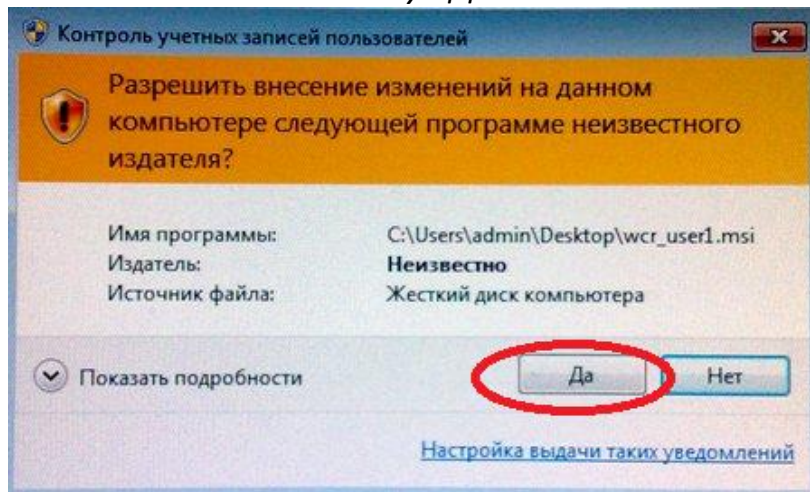 Контроль учетных записей пользователей
Разрешить внесение изменений на данном
компьютере следующей программе неизвестного
издателя?
Имя программы: C:\Users\admin\Desktop\wcr_user1.msi
Издатель: Неизвестно
Источник файла: Жесткий диск компьютера
Показать подробности Да Нет
Настройка выдачи таких уведомлений